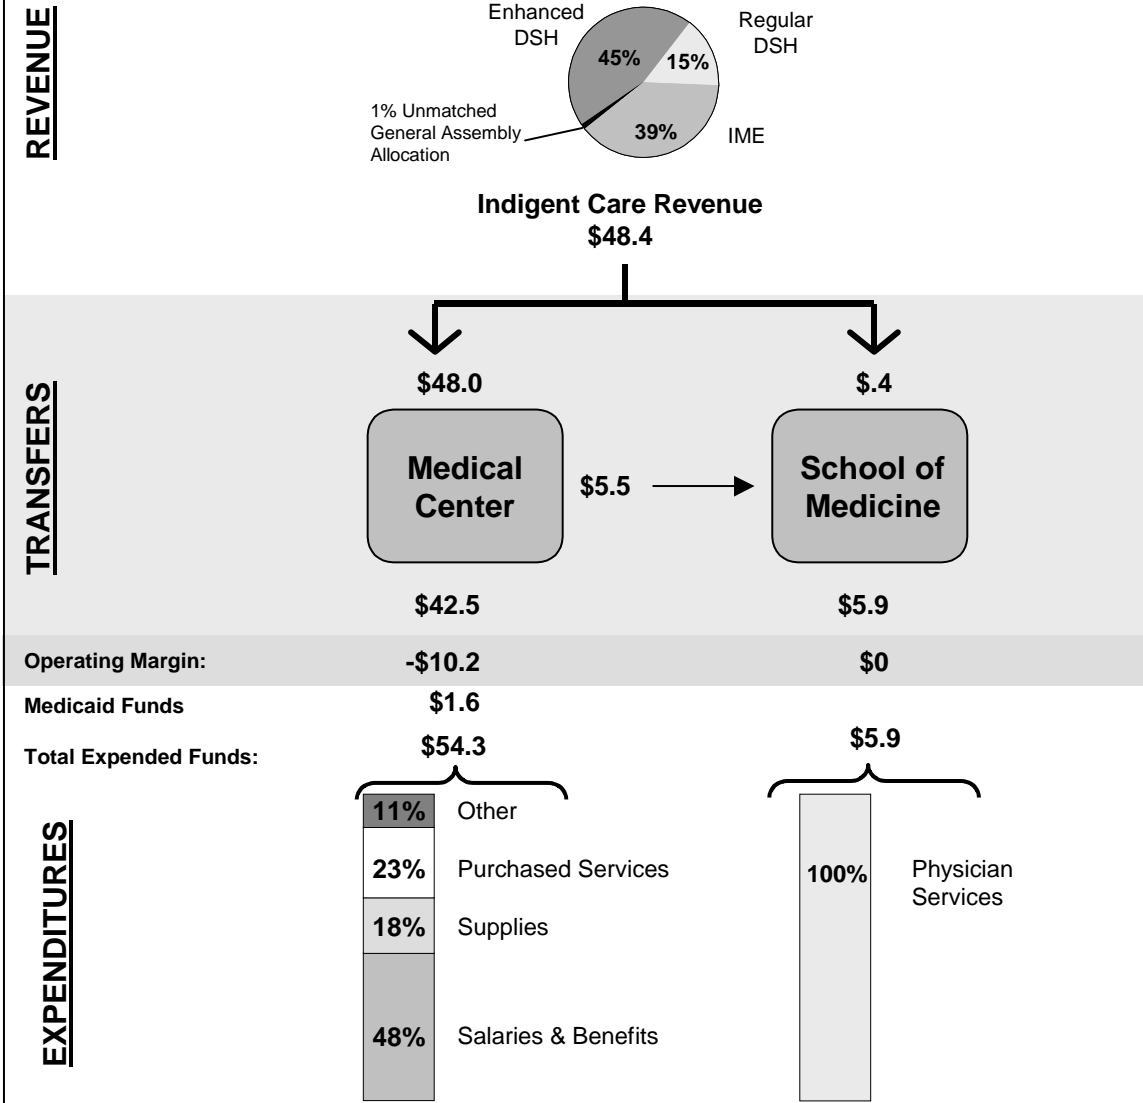 REVENUE
Enhanced
DSH
Regular
DSH
45%
15%
1% Unmatched
General Assembly
Allocation
39%
IME
Indigent Care Revenue
$48.4
TRANSFERS
$48.0
$.4
Medical
Center
$5.5
School of
Medicine
$42.5
$5.9
Operating Margin:
-$10.2
$0
Medicaid Funds
$1.6
Total Expended Funds:
$54.3
$5.9
EXPENDITURES
11%
Other
23%
Purchased Services
18%
Supplies
48%
Salaries & Benefits
100%
Physician
Services